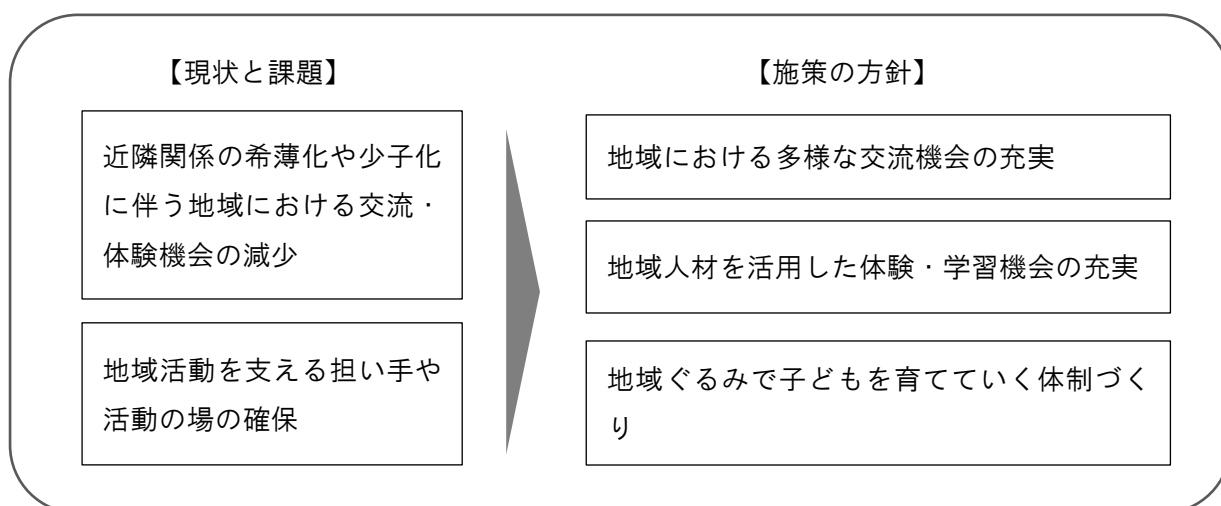 【現状と課題】
近隣関係の希薄化や少子化
に伴う地域における交流・
体験機会の減少
地域活動を支える担い手や
活動の場の確保
【施策の方針】
地域における多様な交流機会の充実
地域人材を活用した体験・学習機会の充実
地域ぐるみで子どもを育てていく体制づく
り